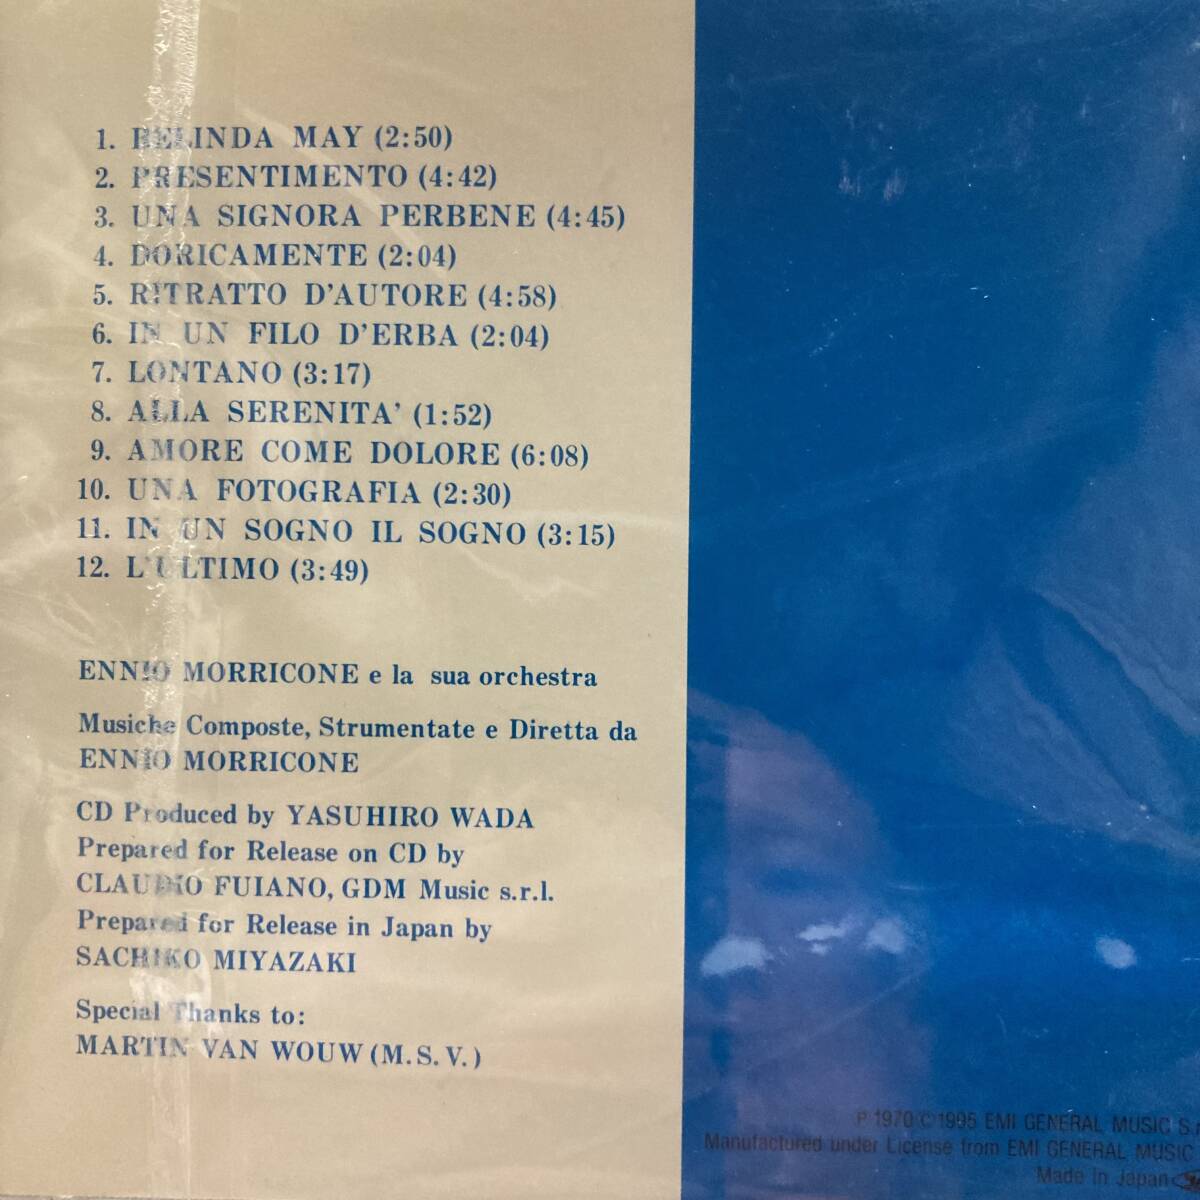 1. BELINDA MAY (2:50)
2. PRESENTIMENTO (4:42)
3. UNA SIGNORA PERBENE (4:45)
4. DORICAMENTE (2:04)
5. RITRATTO D'AUTORE (4:58)
6. IN UN FILO D'ERBA (2:04)
7. LONTANO (3:17)
8. ALLA SERENITA' (1:52)
9. AMORE COME DOLORE (6:08)
10. UNA FOTOGRAFIA (2:30)
11. IN UN SOGNO IL SOGNO (3:15)
12. L'ULTIMO (3:49)
ENNIO MORRICONE e la sua orchestra
Musiche Composte, Strumentate e Diretta da
ENNIO MORRICONE
CD Produced by YASUHIRO WADA
Prepared for Release on CD by
CLAUDIO FUIANO, GDM Music s.r.l.
Prepared for Release in Japan by
SACHIKO MIYAZAKI
Special Thanks to:
MARTIN VAN WOUW (M.S.V.)
P 1970 © 1995 EMI GENERAL MUSIC
Manufactured under License from EMI GENERAL MUSIC
Made in Japan